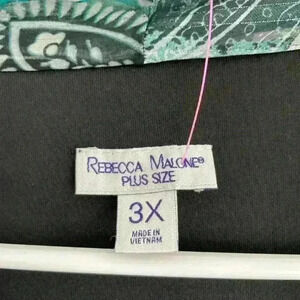 REBECCA MALONE®
PLUS SIZE
3X
MADE IN
VIETNAM